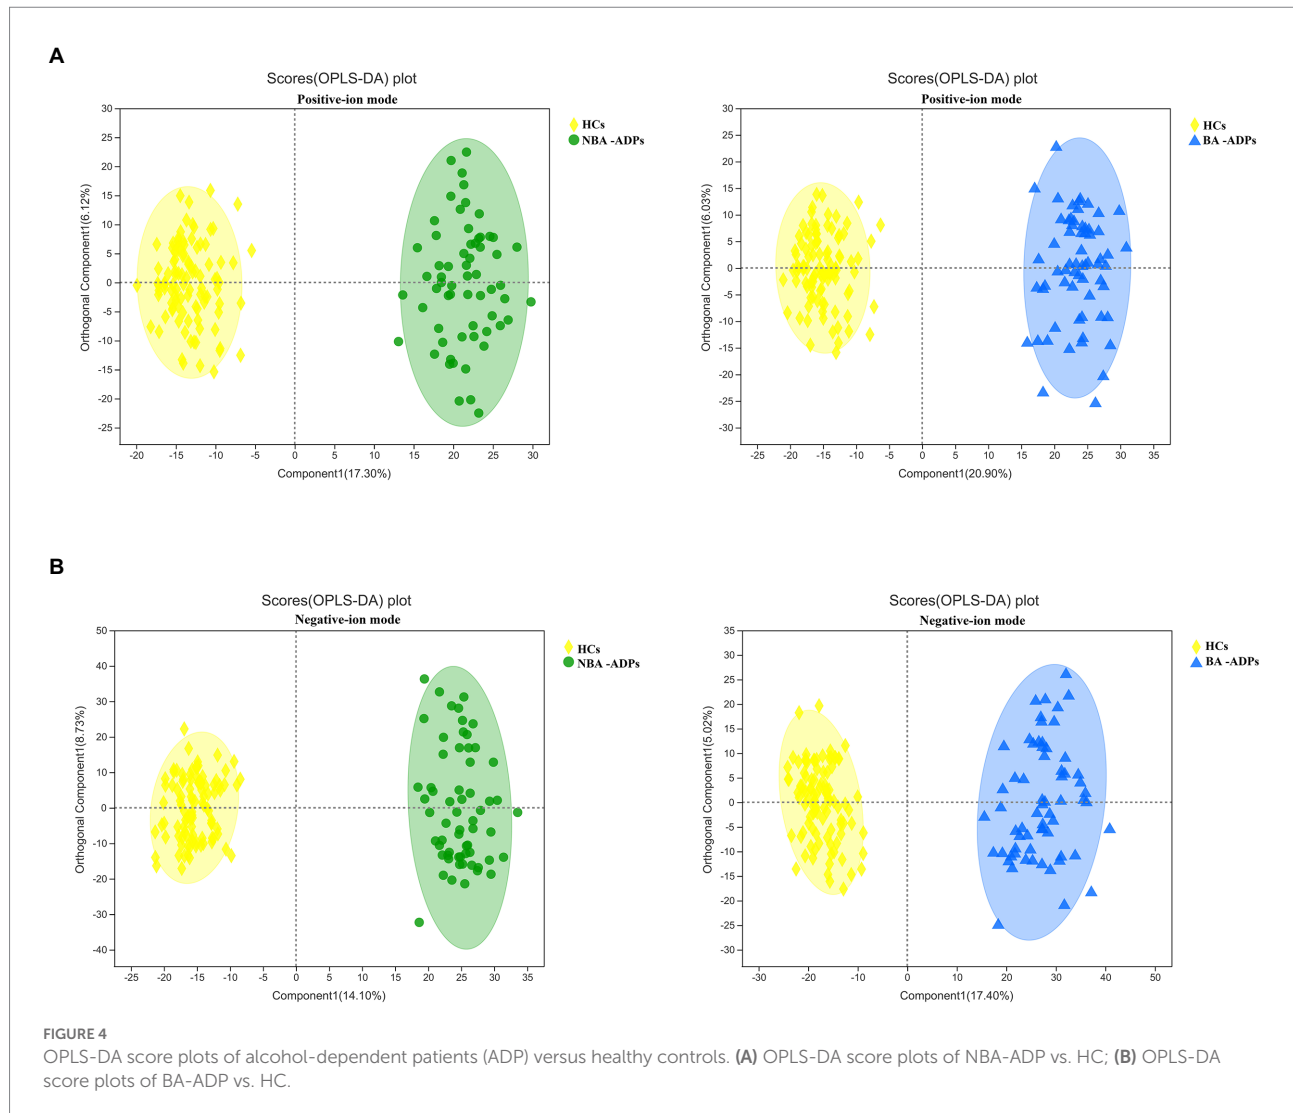 A
Scores(OPLS-DA) plot
Positive-ion mode
30
25
20
15
10
5
0
-5
-10
-15
-20
-25
Orthogonal Component1(6.12%)
-20 -15 -10 -5 0 5 10 15 20 25 30
Component1(17.30%)
HCs
NBA -ADPs
Scores(OPLS-DA) plot
Positive-ion mode
30
25
20
15
10
5
0
-5
-10
-15
-20
-25
-30
Orthogonal Component1(6.03%)
-25 -20 -15 -10 -5 0 5 10 15 20 25 30 35
Component1(20.90%)
HCs
BA -ADPs
B
Scores(OPLS-DA) plot
Negative-ion mode
50
40
30
20
10
0
-10
-20
-30
-40
Orthogonal Component1(8.73%)
-25 -20 -15 -10 -5 0 5 10 15 20 25 30 35
Component1(14.10%)
HCs
NBA -ADPs
Scores(OPLS-DA) plot
Negative-ion mode
35
30
25
20
15
10
5
0
-5
-10
-15
-20
-25
-30
Orthogonal Component1(5.02%)
-30 -20 -10 0 10 20 30 40 50
Component1(17.40%)
HCs
BA -ADPs
FIGURE 4
OPLS-DA score plots of alcohol-dependent patients (ADP) versus healthy controls. (A) OPLS-DA score plots of NBA-ADP vs. HC; (B) OPLS-DA
score plots of BA-ADP vs. HC.